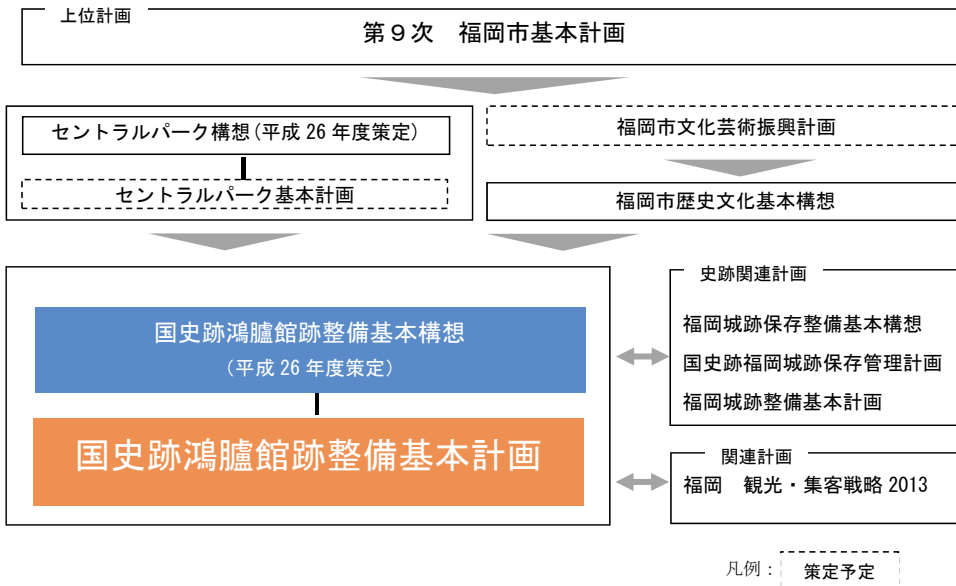 上位計画
第９次　福岡市基本計画
セントラルパーク構想(平成 26 年度策定)
セントラルパーク基本計画
福岡市文化芸術振興計画
福岡市歴史文化基本構想
国史跡鴻臚館跡整備基本構想
（平成 26 年度策定）
国史跡鴻臚館跡整備基本計画
史跡関連計画
福岡城跡保存整備基本構想
国史跡福岡城跡保存管理計画
福岡城跡整備基本計画
関連計画
福岡　観光・集客戦略 2013
凡例：
策定予定